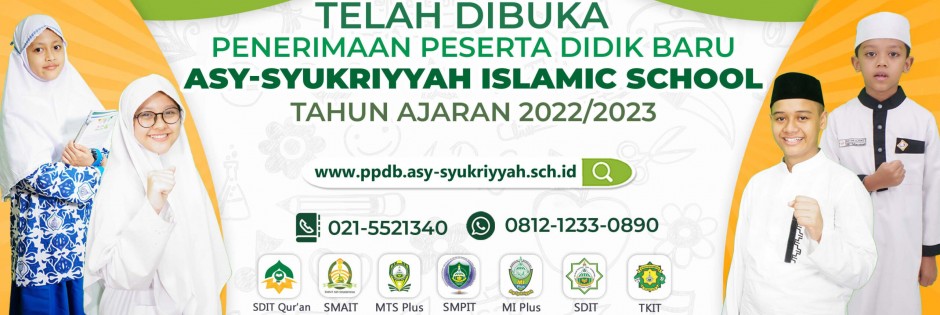 TELAH DIBUKA
PENERIMAAN PESERTA DIDIK BARU
ASY-SYUKRIYYAH ISLAMIC SCHOOL
TAHUN AJARAN 2022/2023
www.ppdb.asy-syukriyyah.sch.id
021-5521340 0812-1233-0890
SDIT Qur'an SMAIT MTS Plus SMPIT MI Plus SDIT TKIT